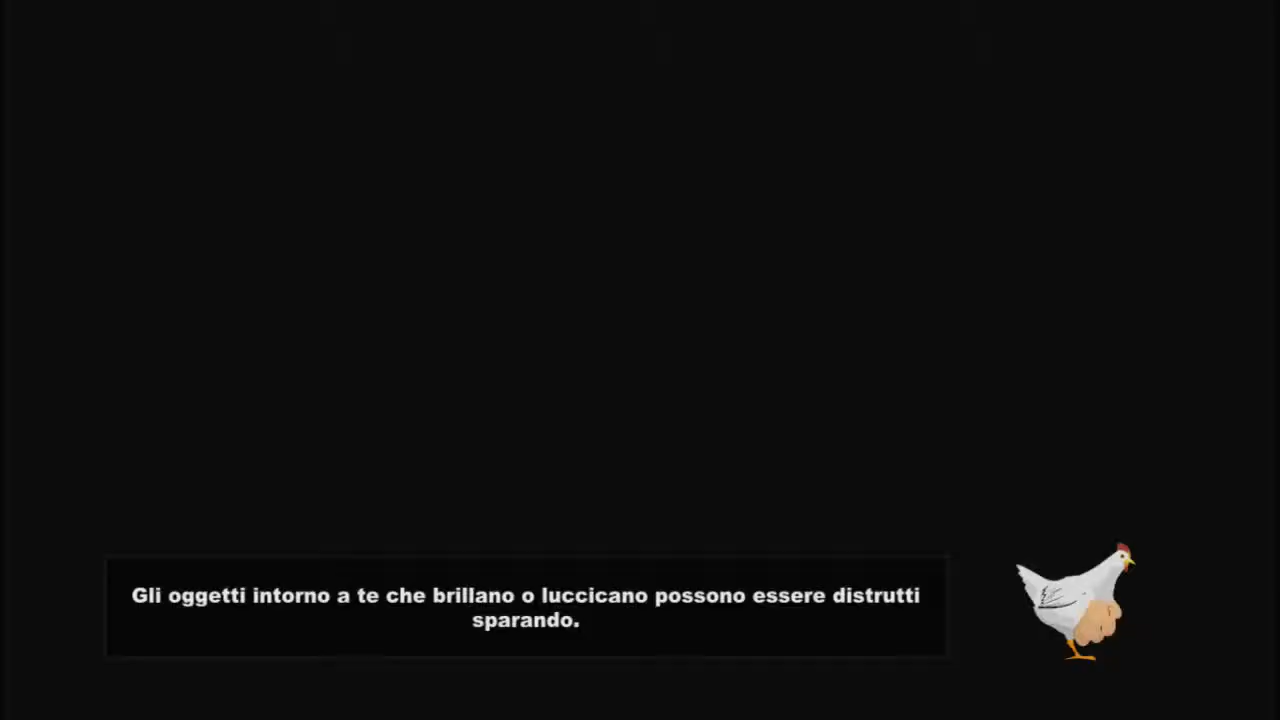 Gli oggetti intorno a te che brillano o luccicano possono essere distrutti
sparando.